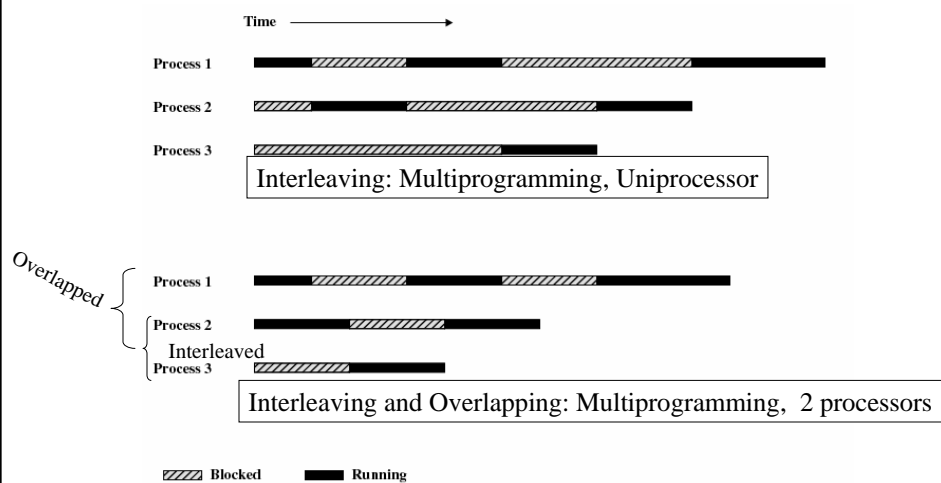 Time
Process 1
Process 2
Process 3
Interleaving: Multiprogramming, Uniprocessor
Overlapped
Process 1
Process 2
Interleaved
Process 3
Interleaving and Overlapping: Multiprogramming, 2 processors
Blocked Running